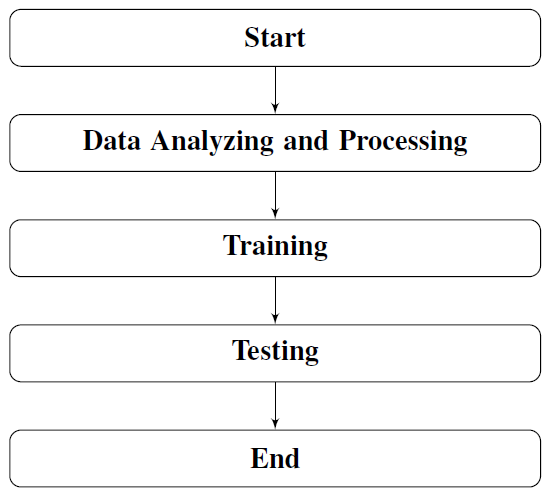 Start
Data Analyzing and Processing
Training
Testing
End